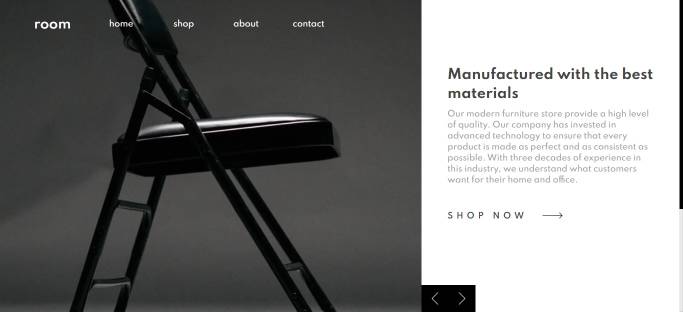 room
home
shop
about
contact
Manufactured with the best
materials
Our modern furniture store provide a high level
of quality. Our company has invested in
advanced technology to ensure that every
product is made as perfect and as consistent as
possible. With three decades of experience in
this industry, we understand what customers
want for their home and office.
SHOP NOW